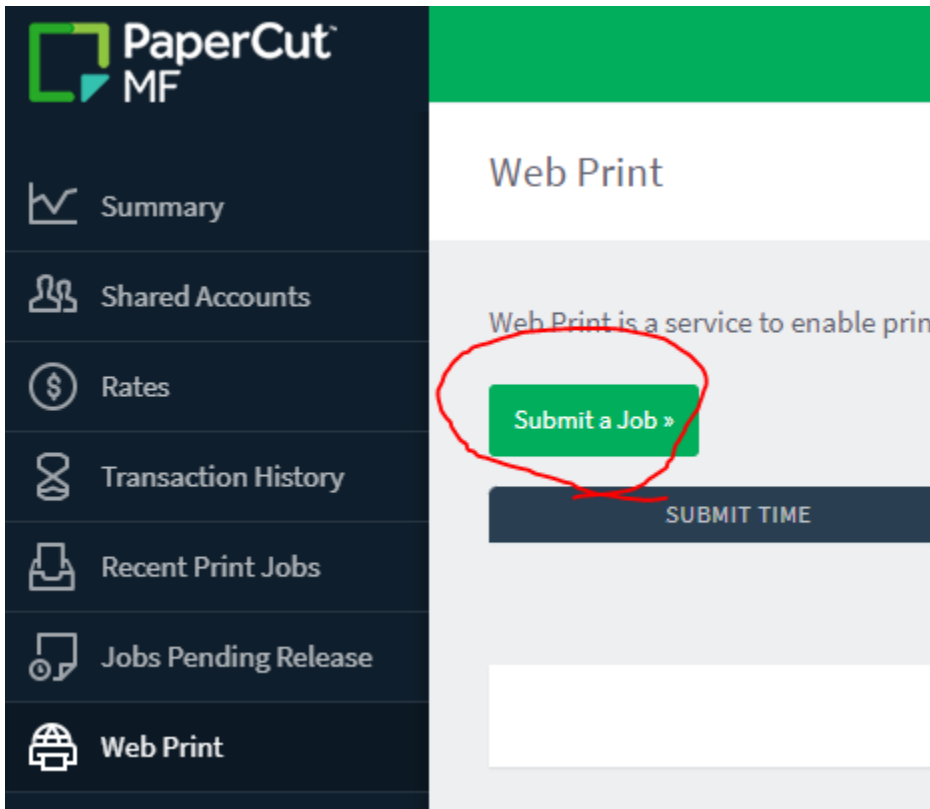 PaperCut
MF
Summary
Shared Accounts
$
Rates
Transaction History
Recent Print Jobs
Jobs Pending Release
Web Print
Web Print
Web Print is a service to enable
Submit a Job »
SUBMIT TIME